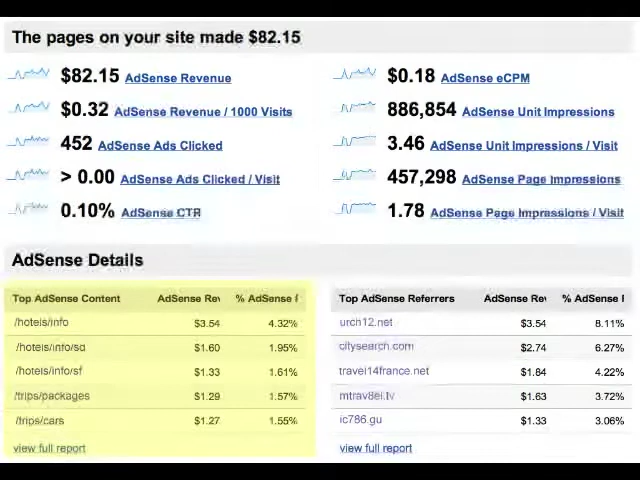 The pages on your site made $82.15
$82.15 AdSense Revenue
$0.18 AdSense eCPM
$0.32 AdSense Revenue / 1000 Visits
886,854 AdSense Unit Impressions
452 AdSense Ads Clicked
3.46 AdSense Unit Impressions / Visit
> 0.00 AdSense Ads Clicked / Visit
457,298 AdSense Page Impressions
0.10% AdSense CTR
1.78 AdSense Page Impressions / Visit
AdSense Details
Top AdSense Content AdSense Rev % AdSense
/hotels/info $3.54 4.32%
/hotels/info/sd $1.60 1.95%
/hotels/info/sf $1.33 1.61%
/trips/packages $1.29 1.57%
/trips/cars $1.27 1.55%
view full report
Top AdSense Referrers AdSense Rev % AdSense
urch12.net $3.54 8.11%
citysearch.com $2.74 6.27%
travel14france.net $1.84 4.22%
mtrav8el.tv $1.63 3.72%
ic786.gu $1.33 3.06%
view full report